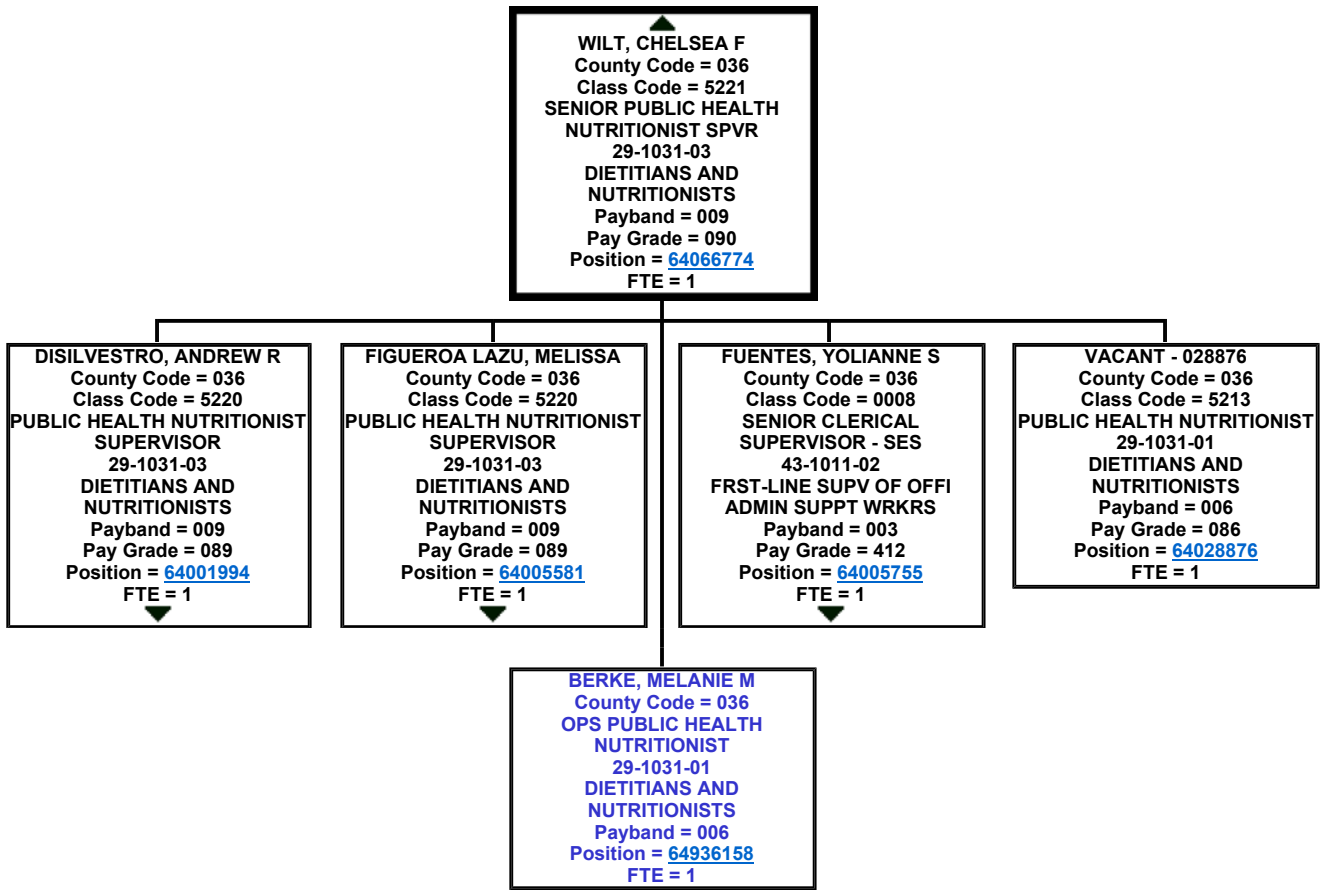 WILT, CHELSEA F
County Code = 036
Class Code = 5221
SENIOR PUBLIC HEALTH
NUTRITIONIST SPVR
29-1031-03
DIETITIANS AND
NUTRITIONISTS
Payband = 009
Pay Grade = 090
Position = 64066774
FTE = 1
DISILVESTRO, ANDREW R
County Code = 036
Class Code = 5220
PUBLIC HEALTH NUTRITIONIST
SUPERVISOR
29-1031-03
DIETITIANS AND
NUTRITIONISTS
Payband = 009
Pay Grade = 089
Position = 64001994
FTE = 1
FIGUEROA LAZU, MELISSA
County Code = 036
Class Code = 5220
PUBLIC HEALTH NUTRITIONIST
SUPERVISOR
29-1031-03
DIETITIANS AND
NUTRITIONISTS
Payband = 009
Pay Grade = 089
Position = 64005581
FTE = 1
FUENTES, YOLIANNE S
County Code = 036
Class Code = 0008
SENIOR CLERICAL
SUPERVISOR - SES
43-1011-02
FRST-LINE SUPV OF OFFI
ADMIN SUPPT WRKRS
Payband = 003
Pay Grade = 412
Position = 64005755
FTE = 1
VACANT - 028876
County Code = 036
Class Code = 5213
PUBLIC HEALTH NUTRITIONIST
29-1031-01
DIETITIANS AND
NUTRITIONISTS
Payband = 006
Pay Grade = 086
Position = 64028876
FTE = 1
BERKE, MELANIE M
County Code = 036
OPS PUBLIC HEALTH
NUTRITIONIST
29-1031-01
DIETITIANS AND
NUTRITIONISTS
Payband = 006
Position = 64936158
FTE = 1